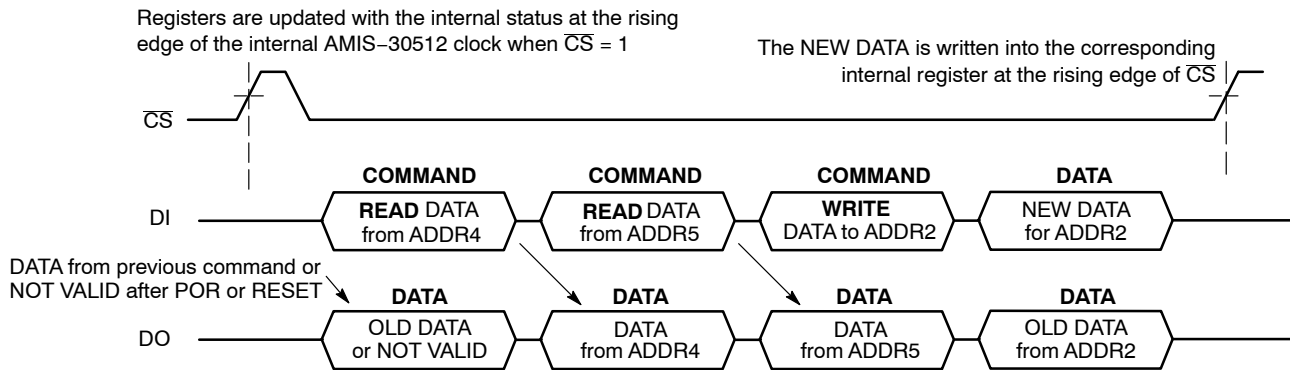 Registers are updated with the internal status at the rising
edge of the internal AMIS−30512 clock when CS = 1
The NEW DATA is written into the corresponding
internal register at the rising edge of CS
CS
COMMAND
COMMAND
COMMAND
DATA
DI
READ DATA
from ADDR4
READ DATA
from ADDR5
WRITE
DATA to ADDR2
NEW DATA
for ADDR2
DATA from previous command or
NOT VALID after POR or RESET
DATA
DATA
DATA
DATA
DO
OLD DATA
or NOT VALID
DATA
from ADDR4
DATA
from ADDR5
OLD DATA
from ADDR2